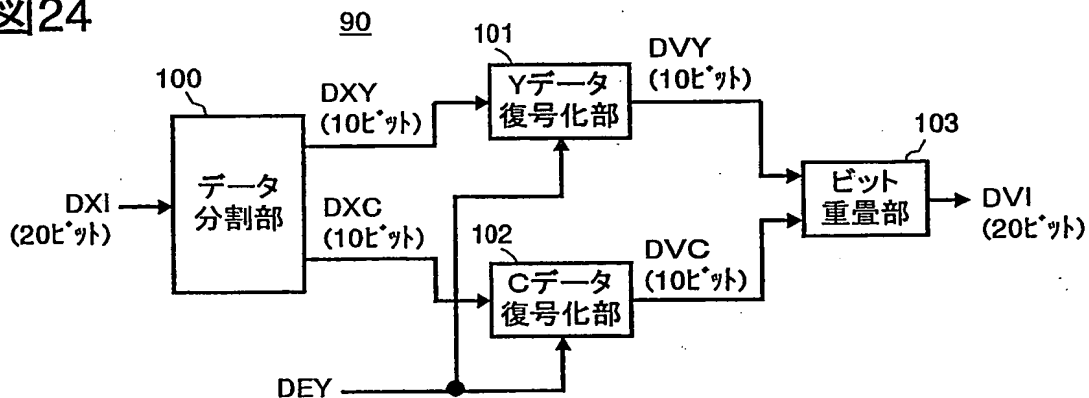 図24
90
100
データ
分割部
DXI
(20ビット)
DXY
(10ビット)
DXC
(10ビット)
101
Yデータ
復号化部
102
Cデータ
復号化部
DEY
DVY
(10ビット)
DVC
(10ビット)
103
ビット
重畳部
DVI
(20ビット)